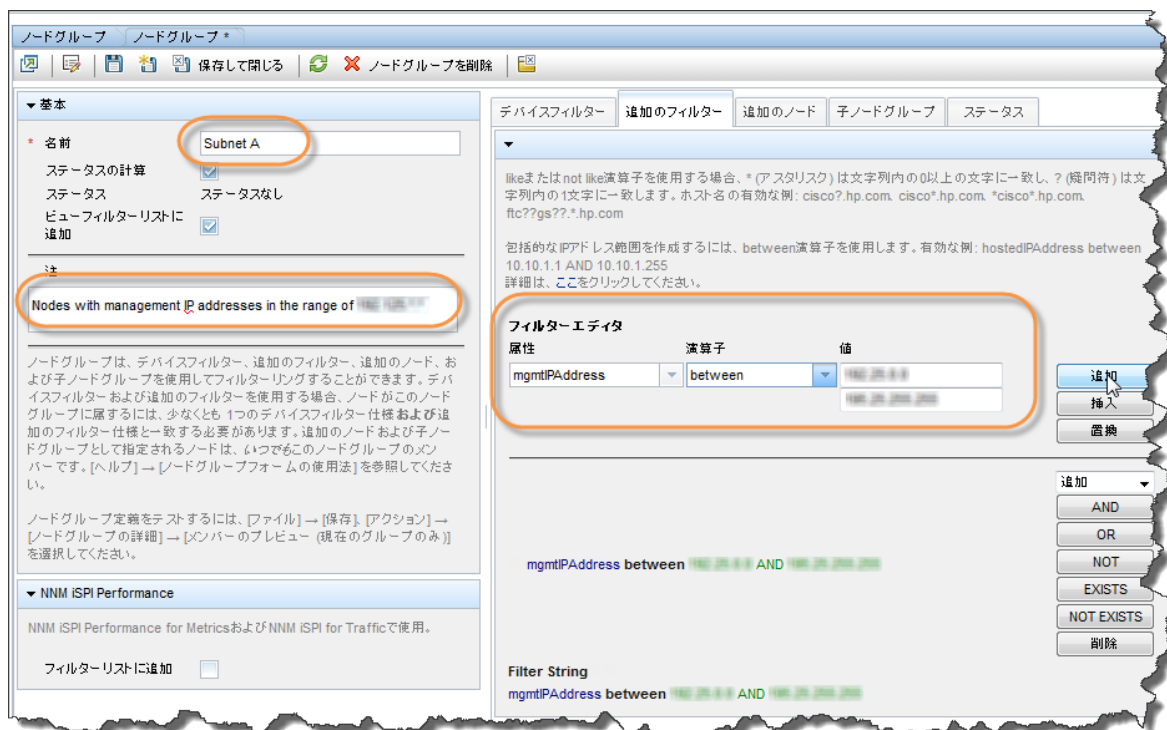 ノードグループ ノードグループ *
保存して閉じる ノードグループを削除
▼基本
* 名前 Subnet A
ステータスの計算
ステータス ステータスなし
ビューフィルターリストに
追加
注
Nodes with management IP addresses in the range of
ノードグループは、デバイスフィルター、追加のフィルター、追加のノード、お
よび子ノードグループを使用してフィルターリングすることができます。デバ
イスフィルターおよび追加のフィルターを使用する場合、ノードがこのノード
グループに属するには、少なくとも 1つのデバイスフィルター仕様および追
加のフィルター仕様と一致する必要があります。追加のノードおよび子ノー
ドグループとして指定されるノードは、いつでもこのノードグループのメン
バーです。[ヘルプ] → [ノードグループフォームの使用法]を参照してくださ
い。
ノードグループ定義をテストするには、[ファイル] → [保存]、[アクション] →
[ノードグループの詳細] → [メンバーのプレビュー (現在のグループのみ)]
を選択してください。
▼ NNM iSPI Performance
NNM iSPI Performance for MetricsおよびNNM iSPI for Trafficで使用。
フィルターリストに追加
デバイスフィルター 追加のフィルター 追加のノード 子ノードグループ ステータス
▼
likeまたはnot like演算子を使用する場合、* (アスタリスク) は文字列内の0以上の文字に一致し、? (疑問符) は文
字列内の1文字に一致します。ホスト名の有効な例: cisco?.hp.com. cisco*.hp.com. *cisco*.hp.com.
ftc??gs??.*.hp.com
包括的なIPアドレス範囲を作成するには、between演算子を使用します。有効な例: hostedIPAddress between
10.10.1.1 AND 10.10.1.255
詳細は、ここをクリックしてください。
フィルターエディタ
属性 演算子 値
mgmtIPAddress between
追加
挿入
置換
追加
AND
OR
NOT
EXISTS
NOT EXISTS
削除
mgmtIPAddress between AND
Filter String
mgmtIPAddress between AND